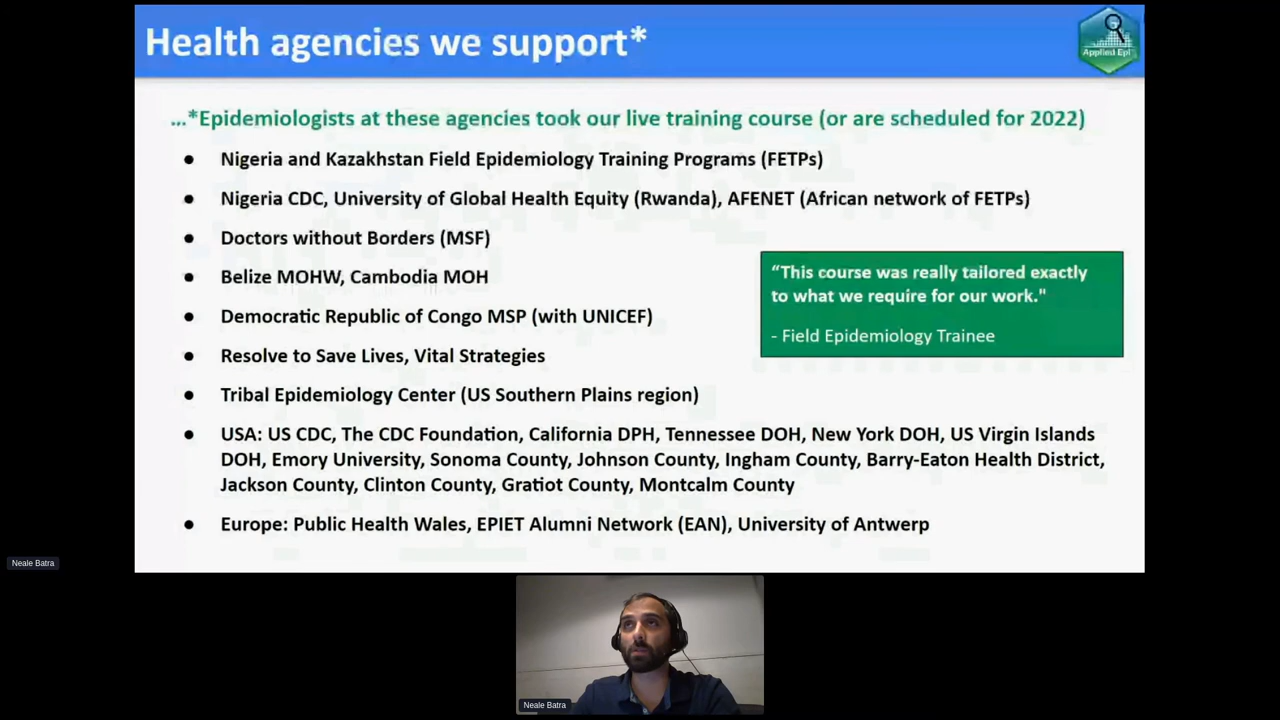 Health agencies we support*
Applied Epi
...*Epidemiologists at these agencies took our live training course (or are scheduled for 2022)
● Nigeria and Kazakhstan Field Epidemiology Training Programs (FETPs)
● Nigeria CDC, University of Global Health Equity (Rwanda), AFENET (African network of FETPs)
● Doctors without Borders (MSF)
● Belize MOHW, Cambodia MOH
● Democratic Republic of Congo MSP (with UNICEF)
● Resolve to Save Lives, Vital Strategies
● Tribal Epidemiology Center (US Southern Plains region)
● USA: US CDC, The CDC Foundation, California DPH, Tennessee DOH, New York DOH, US Virgin Islands
DOH, Emory University, Sonoma County, Johnson County, Ingham County, Barry-Eaton Health District,
Jackson County, Clinton County, Gratiot County, Montcalm County
● Europe: Public Health Wales, EPIET Alumni Network (EAN), University of Antwerp
“This course was really tailored exactly
to what we require for our work."
- Field Epidemiology Trainee
Neale Batra
Neale Batra